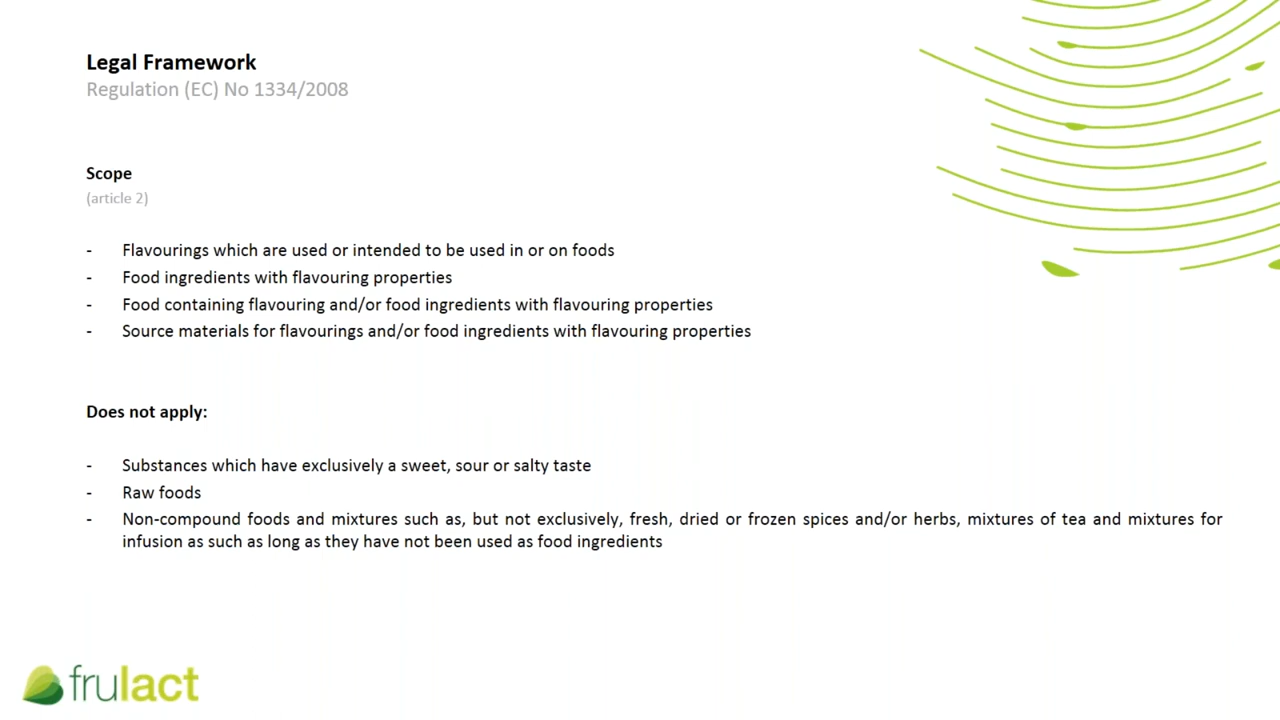 Legal Framework
Regulation (EC) No 1334/2008
Scope
(article 2)
- Flavourings which are used or intended to be used in or on foods
- Food ingredients with flavouring properties
- Food containing flavouring and/or food ingredients with flavouring properties
- Source materials for flavourings and/or food ingredients with flavouring properties
Does not apply:
- Substances which have exclusively a sweet, sour or salty taste
- Raw foods
- Non-compound foods and mixtures such as, but not exclusively, fresh, dried or frozen spices and/or herbs, mixtures of tea and mixtures for
infusion as such as long as they have not been used as food ingredients
frulact